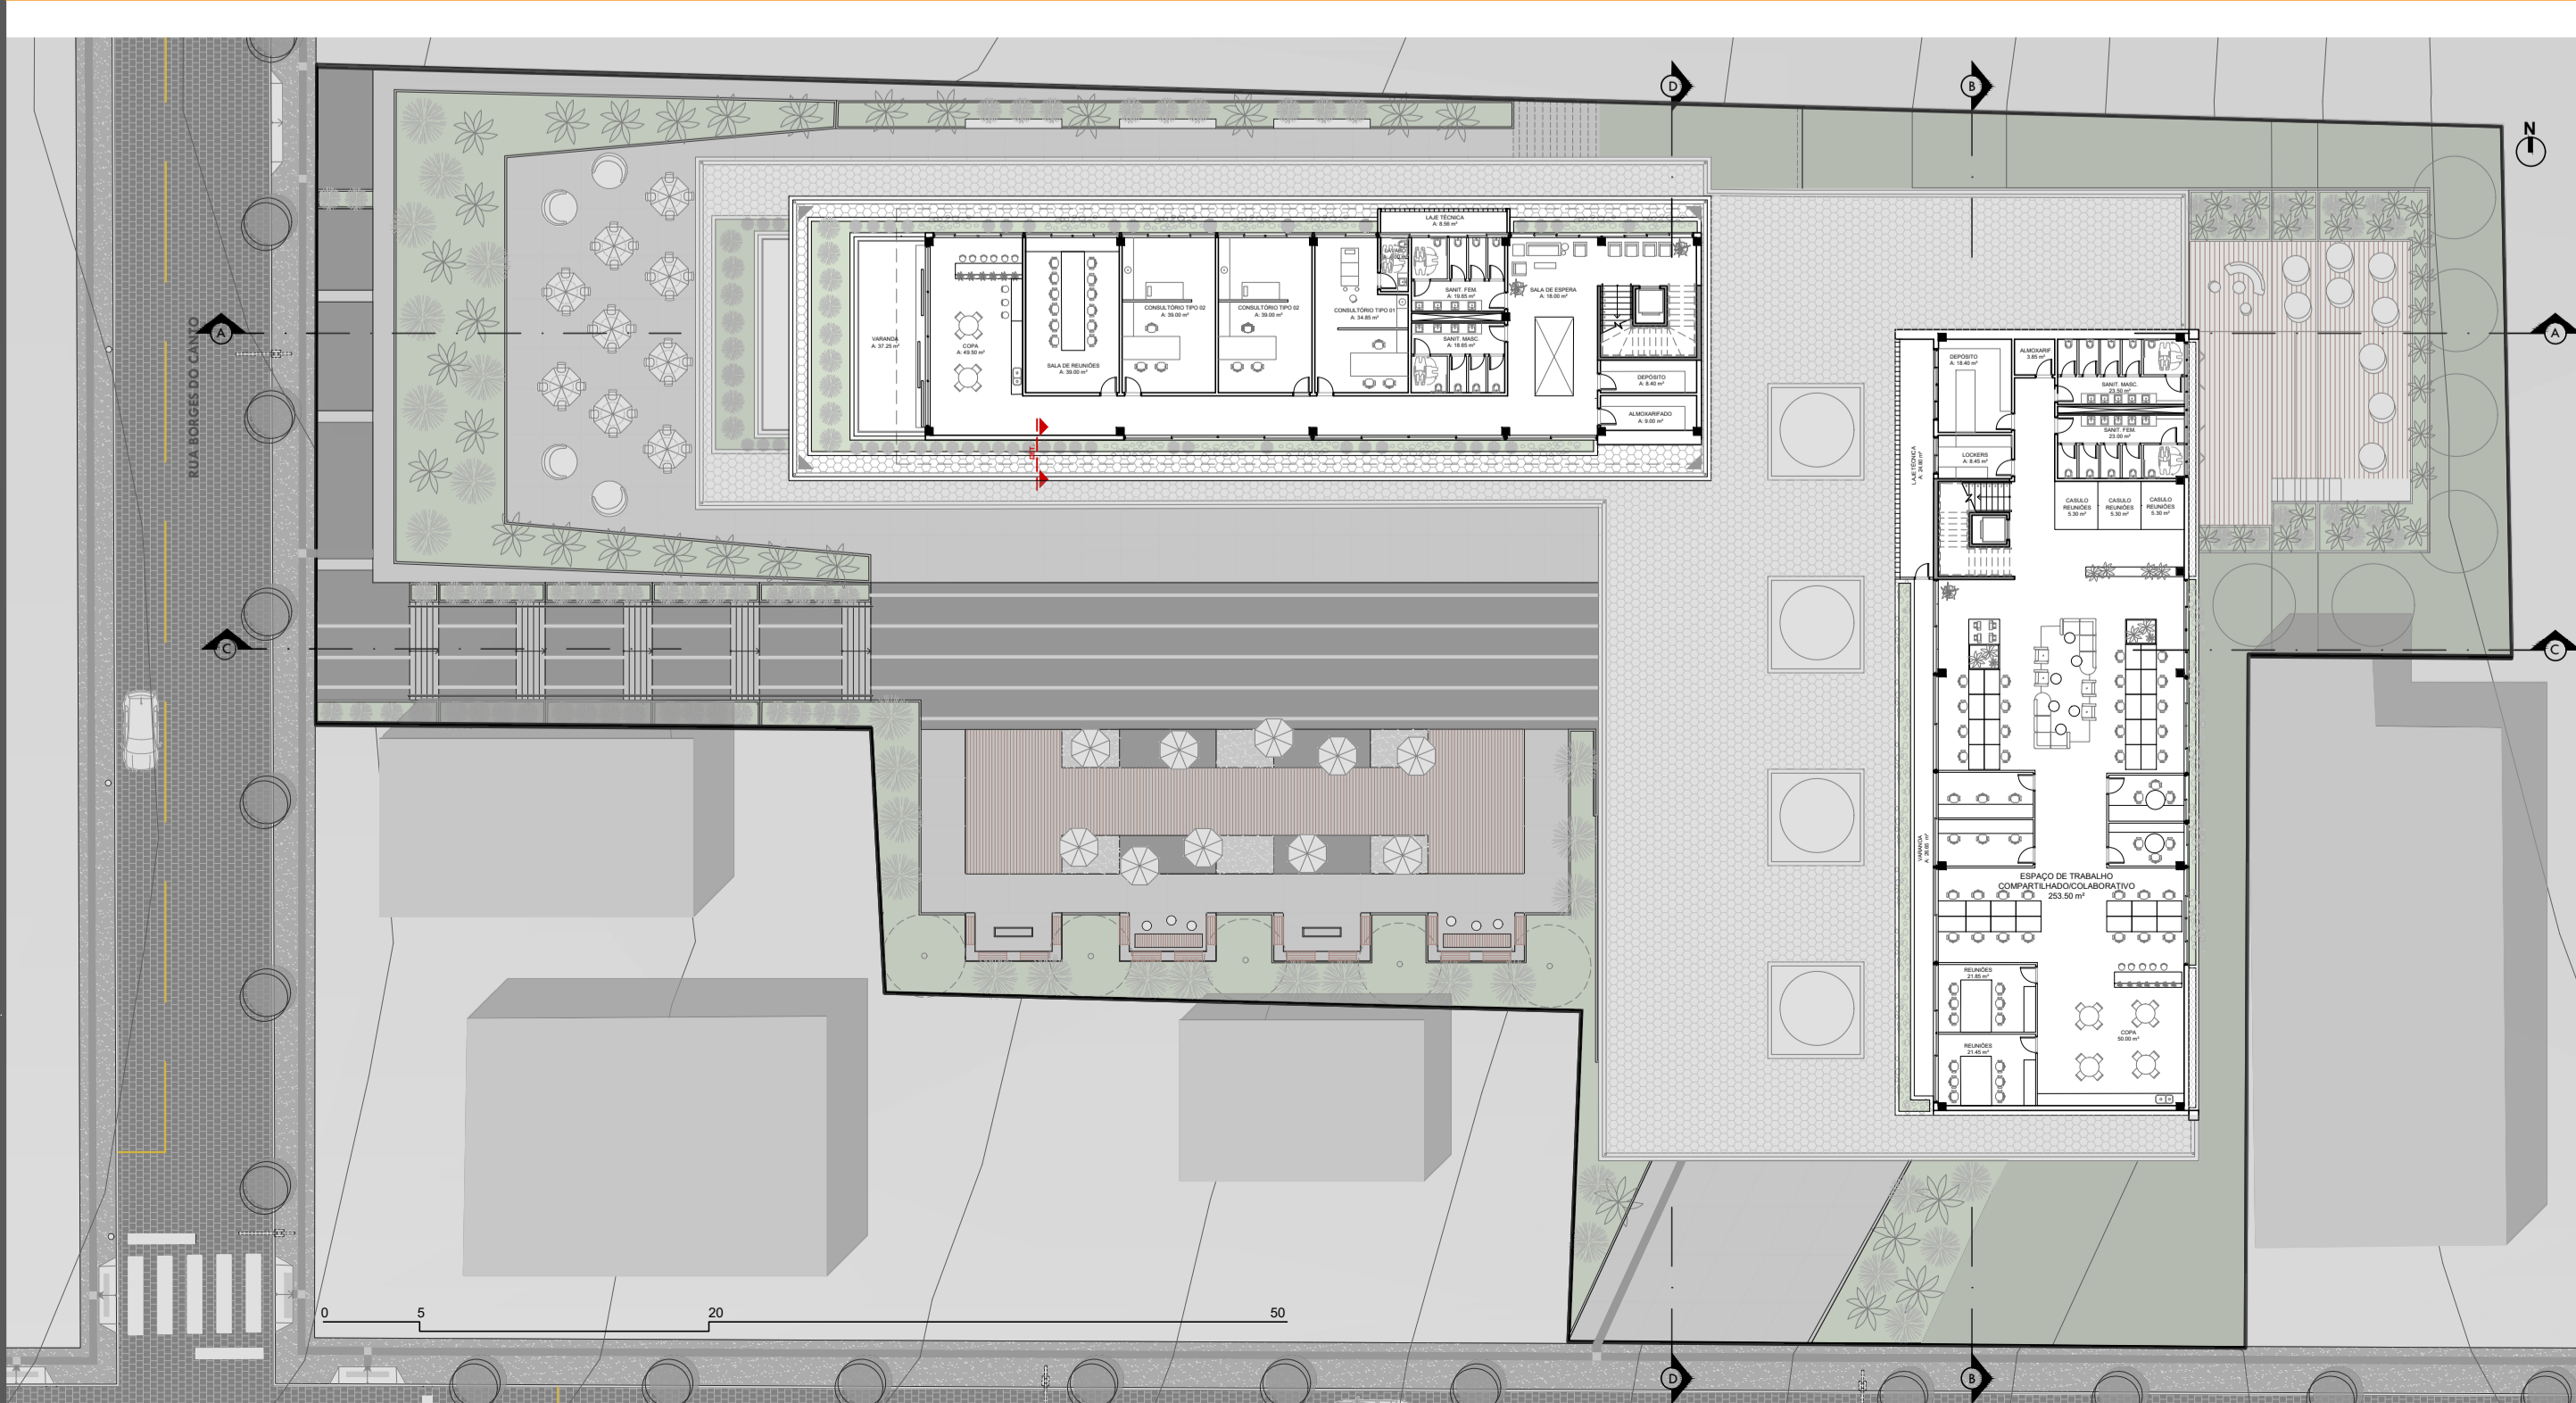 D
B
N
RUA BORGES DO CANTO
A
A
C
C
LAJE TÉCNICA
A: 8.56 m²
VARANDA
A: 37.25 m²
COPA
A: 49.50 m²
SALA DE REUNIÕES
A: 39.00 m²
CONSULTÓRIO TIPO 02
A: 39.00 m²
CONSULTÓRIO TIPO 02
A: 39.00 m²
CONSULTÓRIO TIPO 01
A: 34.85 m²
SANIT. FEM.
A: 19.65 m²
SANIT. MASC.
A: 18.65 m²
SALA DE ESPERA
A: 18.00 m²
DEPÓSITO
A: 8.40 m²
ALMOXARIFADO
A: 9.00 m²
DEPÓSITO
A: 18.40 m²
ALMOXARIF.
3.85 m²
SANIT. MASC.
23.50 m²
SANIT. FEM.
23.00 m²
LOCKERS
A: 8.45 m²
LAJE TÉCNICA
CASULO
REUNIÕES
5.30 m²
CASULO
REUNIÕES
5.30 m²
CASULO
REUNIÕES
5.30 m²
VARANDA
ESPAÇO DE TRABALHO
COMPARTILHADO/COLABORATIVO
253.50 m²
REUNIÕES
21.85 m²
REUNIÕES
21.45 m²
COPA
50.00 m²
0 5 20 50
D
B